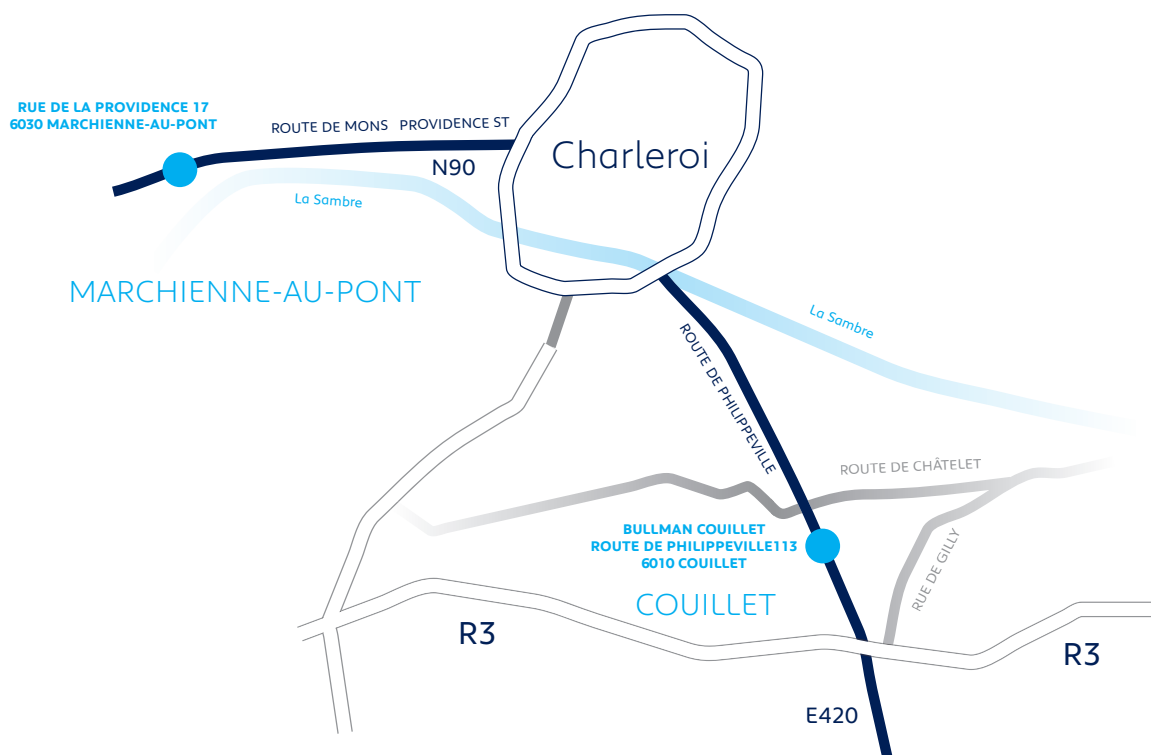 RUE DE LA PROVIDENCE 17
6030 MARCHIENNE-AU-PONT
ROUTE DE MONS PROVIDENCE ST
N90
Charleroi
La Sambre
MARCHIENNE-AU-PONT
La Sambre
ROUTE DE PHILIPPEVILLE
ROUTE DE CHÂTELET
BULLMAN COUILLET
ROUTE DE PHILIPPEVILLE113
6010 COUILLET
RUE DE GILLY
COUILLET
R3
R3
E420